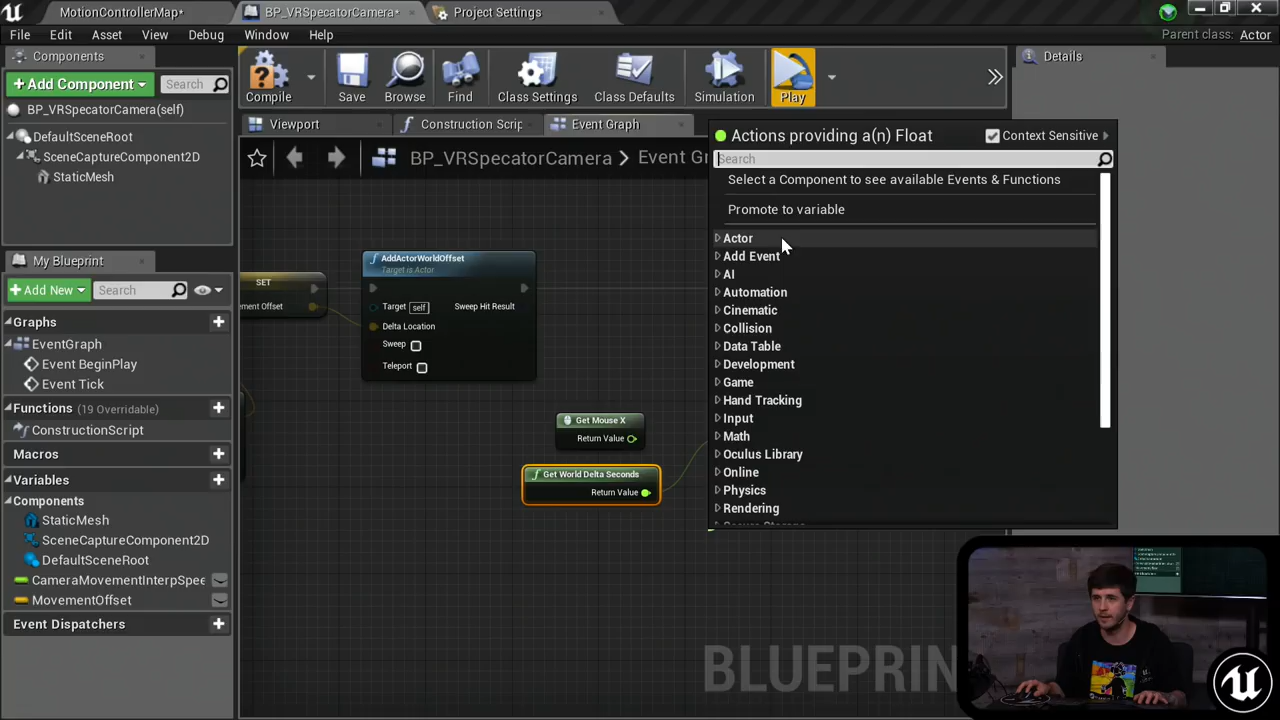 MotionControllerMap*
BP_VRSpecatorCamera*
Project Settings
File Edit Asset View Debug Window Help
Parent class: Actor
Components
Add Component
Search
BP_VRSpecatorCamera(self)
DefaultSceneRoot
SceneCaptureComponent2D
StaticMesh
My Blueprint
Add New
Search
Graphs
EventGraph
Event BeginPlay
Event Tick
Functions (19 Overridable)
ConstructionScript
Macros
Variables
Components
StaticMesh
SceneCaptureComponent2D
DefaultSceneRoot
CameraMovementInterpSpee
MovementOffset
Event Dispatchers
Compile
Save
Browse
Find
Class Settings
Class Defaults
Simulation
Play
Details
Viewport
Construction Scrip
Event Graph
BP_VRSpecatorCamera > Event Gr
SET
ement Offset
AddActorWorldOffset
Target is Actor
Target self
Sweep Hit Result
Delta Location
Sweep
Teleport
Get Mouse X
Return Value
Get World Delta Seconds
Return Value
Actions providing a(n) Float
Context Sensitive
Search
Select a Component to see available Events & Functions
Promote to variable
Actor
Add Event
AI
Automation
Cinematic
Collision
Data Table
Development
Game
Hand Tracking
Input
Math
Oculus Library
Online
Physics
Rendering
BLUEPRIN